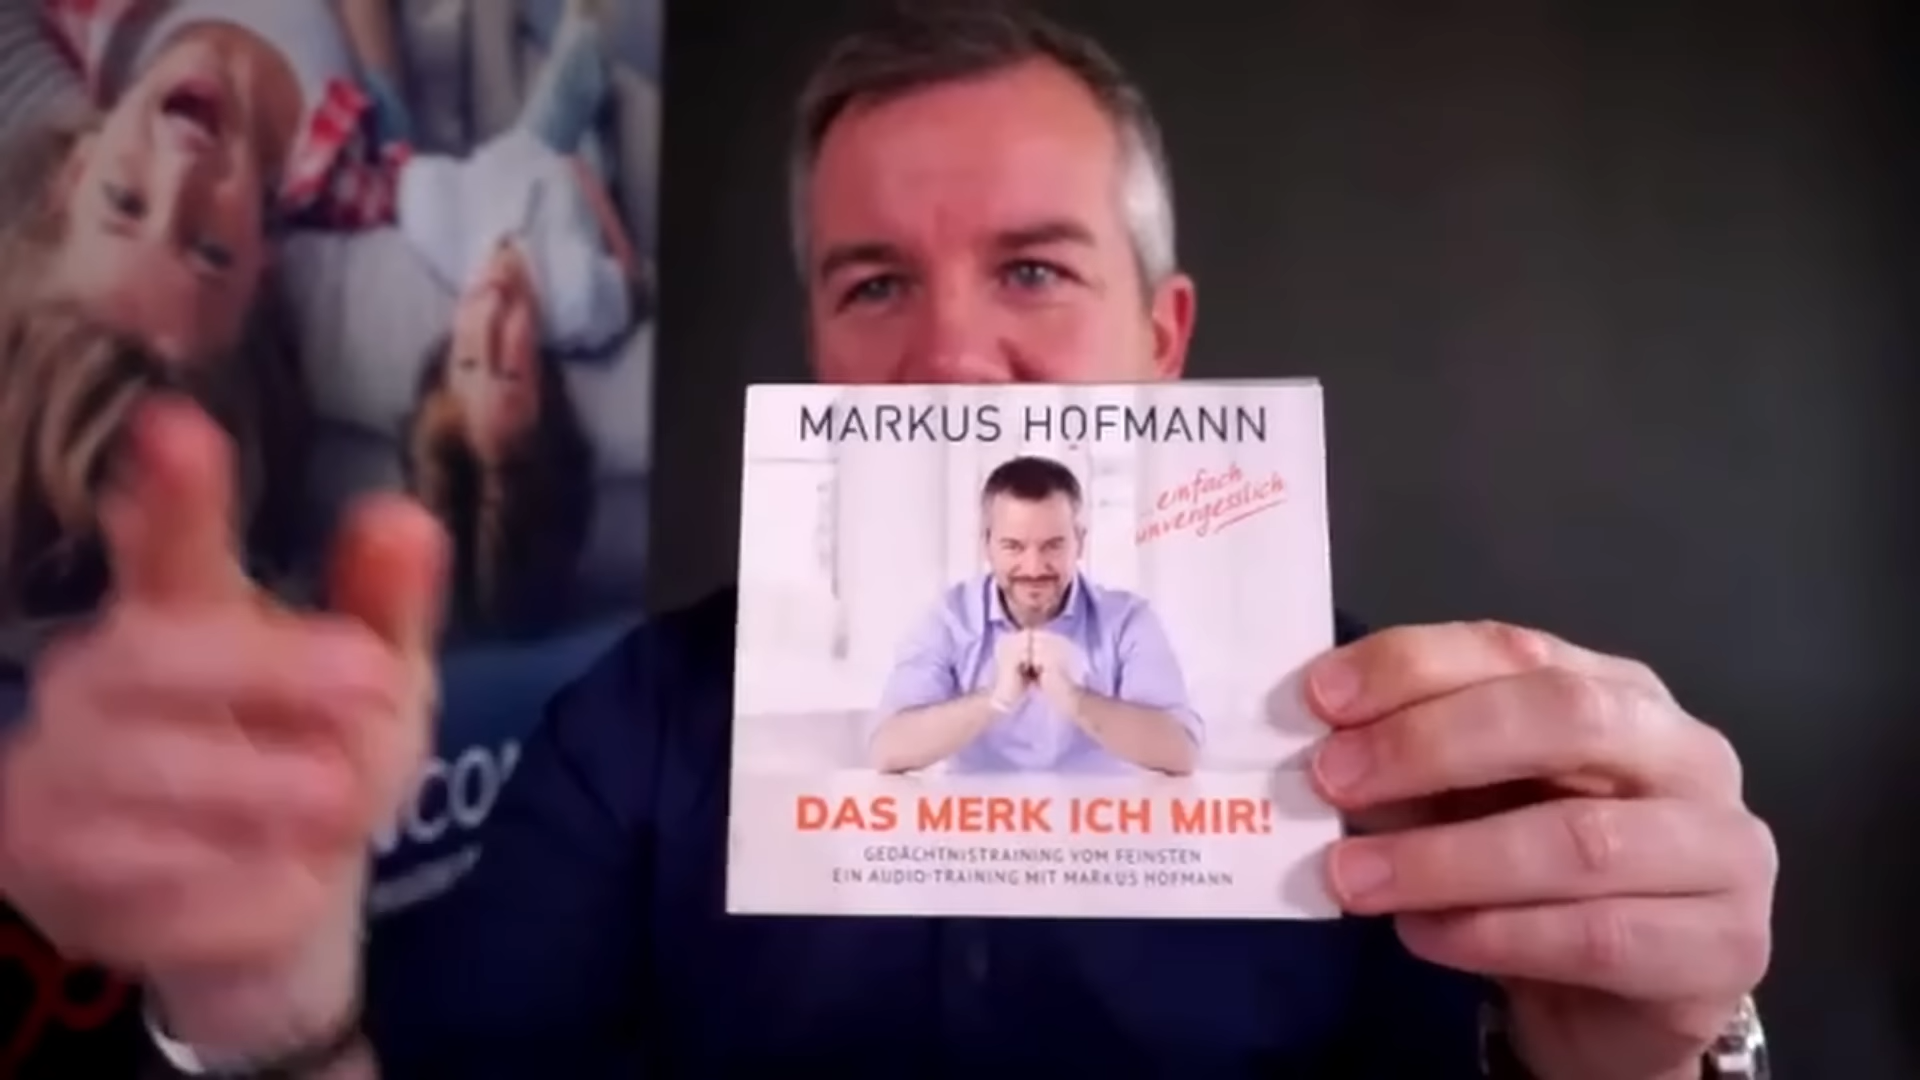 MARKUS HOFMANN
...einfach
unvergesslich
DAS MERK ICH MIR!
GEDÄCHTNISTRAINING VOM FEINSTEN
EIN AUDIO-TRAINING MIT MARKUS HOFMANN